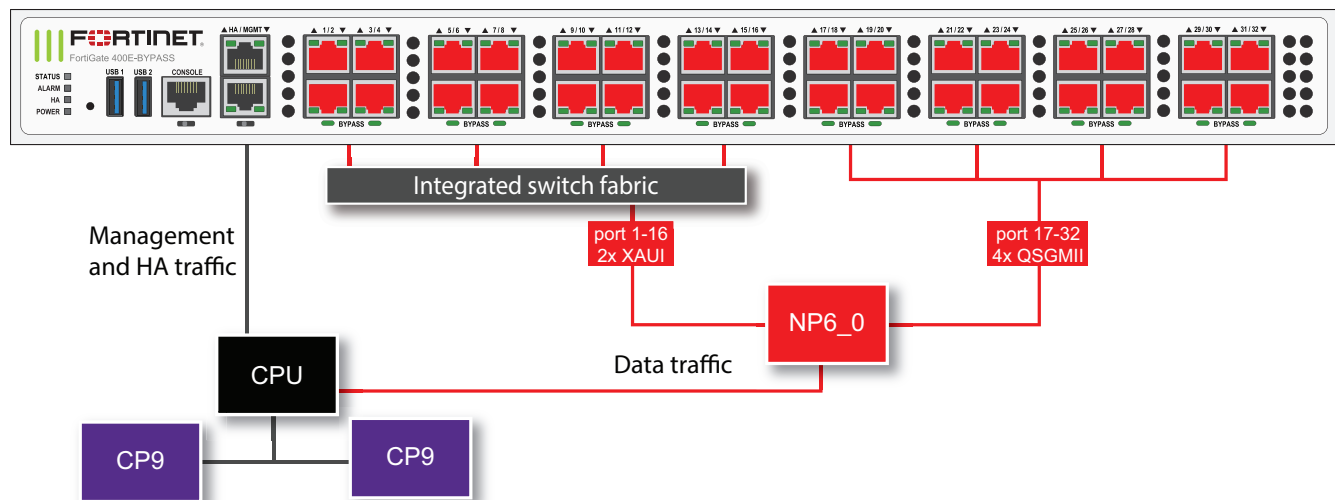 FORTINET
FortiGate 400E-BYPASS
STATUS
ALARM
HA
POWER
USB 1
USB 2
CONSOLE
▲HA / MGMT▼
▲ 1/2 ▼
▲ 3/4 ▼
▲ 5/6 ▼
▲ 7/8 ▼
▲ 9/10 ▼
▲ 11/12 ▼
▲ 13/14 ▼
▲ 15/16 ▼
▲ 17/18 ▼
▲ 19/20 ▼
▲ 21/22 ▼
▲ 23/24 ▼
▲ 25/26 ▼
▲ 27/28 ▼
▲ 29/30 ▼
▲ 31/32 ▼
BYPASS
BYPASS
BYPASS
BYPASS
BYPASS
BYPASS
BYPASS
BYPASS
Integrated switch fabric
Management
and HA traffic
port 1-16
2x XAUI
port 17-32
4x QSGMII
NP6_0
Data traffic
CPU
CP9
CP9